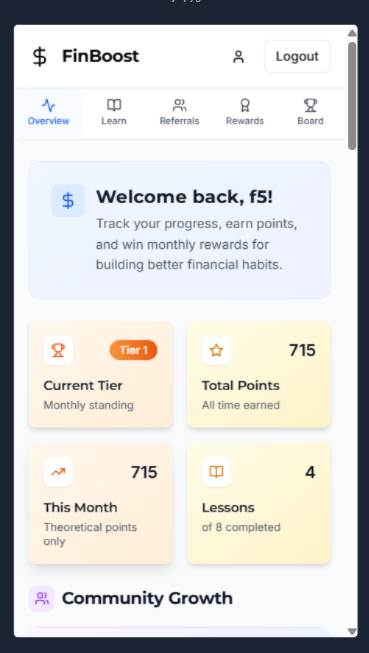 FinBoost
Logout
Overview
Learn
Referrals
Rewards
Board
Welcome back, f5!
Track your progress, earn points,
and win monthly rewards for
building better financial habits.
Tier 1
Current Tier
Monthly standing
715
Total Points
All time earned
715
This Month
Theoretical points
only
4
Lessons
of 8 completed
Community Growth